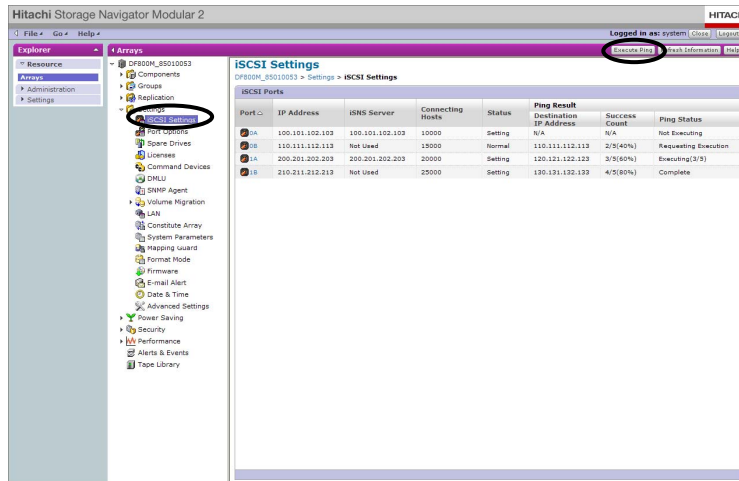 Hitachi Storage Navigator Modular 2
HITACHI
File Go Help
Logged in as: system Close Logout
Explorer
Arrays
Execute Ping Refresh Information Help
Resource
Arrays
Administration
Settings
DF800M_85010053
Components
Groups
Replication
Settings
iSCSI Settings
Port Options
Spare Drives
Licenses
Command Devices
DMLU
SNMP Agent
Volume Migration
LAN
Constitute Array
System Parameters
Mapping Guard
Format Mode
Firmware
E-mail Alert
Date & Time
Advanced Settings
Power Saving
Security
Performance
Alerts & Events
Tape Library
iSCSI Settings
DF800M_85010053 > Settings > iSCSI Settings
iSCSI Ports
Port IP Address iSNS Server Connecting Hosts Status Ping Result
Destination IP Address Success Count Ping Status
0A 100.101.102.103 100.101.102.103 10000 Setting N/A N/A Not Executing
0B 110.111.112.113 Not Used 15000 Normal 110.111.112.113 2/5(40%) Requesting Execution
1A 200.201.202.203 200.201.202.203 20000 Setting 120.121.122.123 3/5(60%) Executing(3/5)
1B 210.211.212.213 Not Used 25000 Setting 130.131.132.133 4/5(80%) Complete